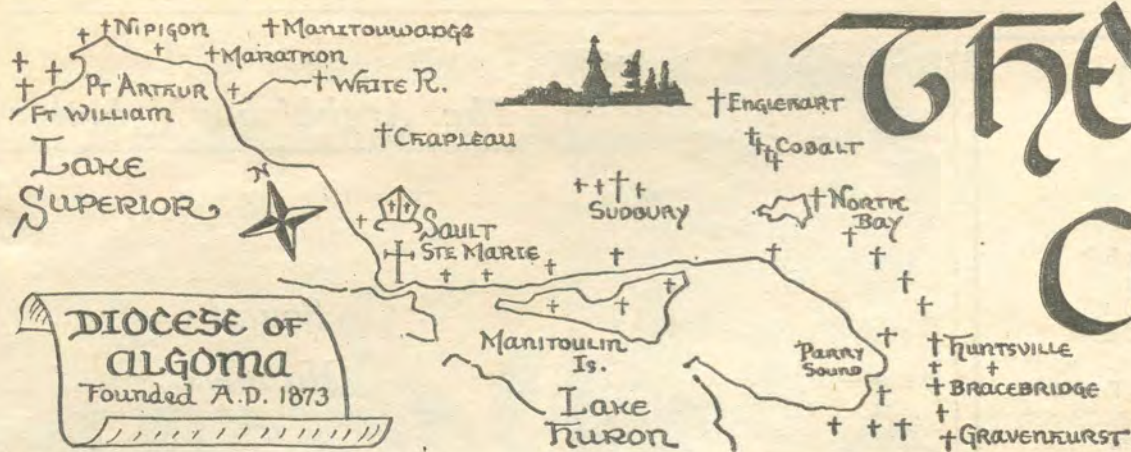 Nipigon
Manitouwadge
Marathon
White R.
Pt Arthur
Ft William
Chapleau
Lake
Superior
N
Sault
Ste Marie
Sudbury
Englehart
Cobalt
North
Bay
The
C
Diocese of
Algoma
Founded A.D. 1873
Manitoulin
Is.
Lake
Huron
Parry
Sound
Huntsville
Bracebridge
Gravenhurst